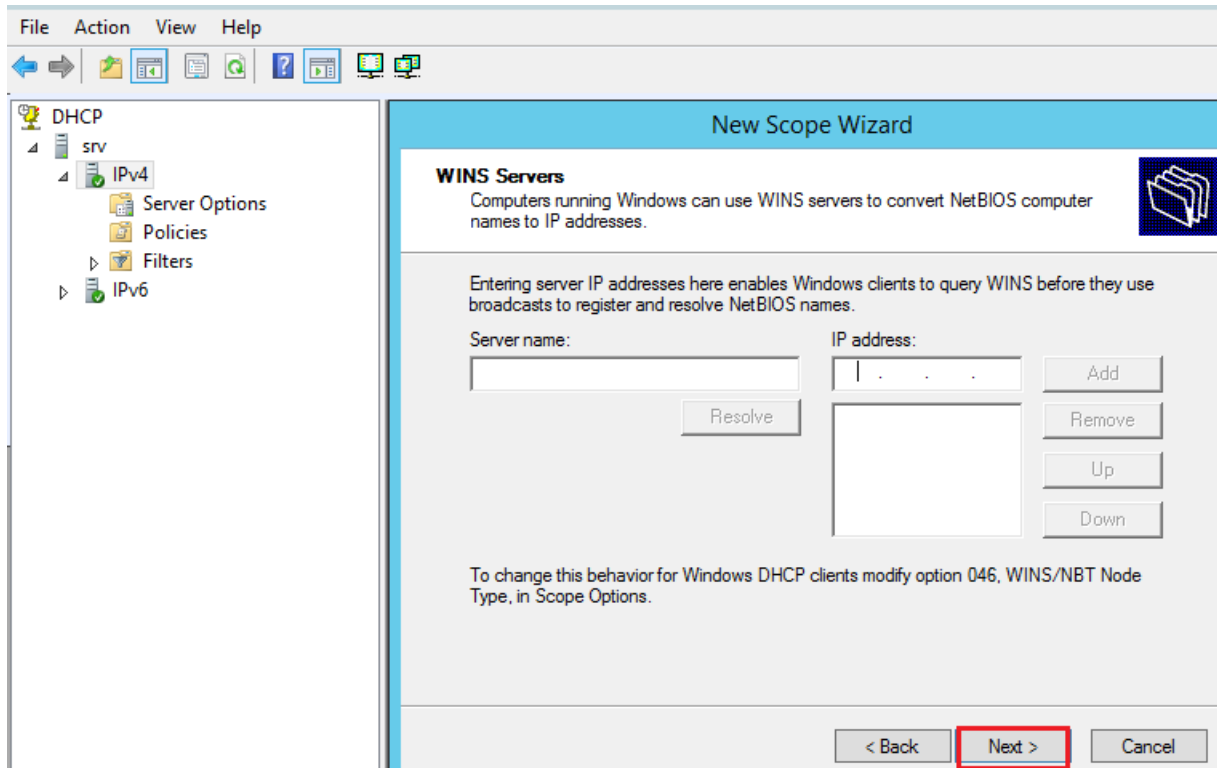 File Action View Help
DHCP
srv
IPv4
Server Options
Policies
Filters
IPv6
New Scope Wizard
WINS Servers
Computers running Windows can use WINS servers to convert NetBIOS computer
names to IP addresses.
Entering server IP addresses here enables Windows clients to query WINS before they use
broadcasts to register and resolve NetBIOS names.
Server name: IP address:
. . . Add
Resolve Remove
Up
Down
To change this behavior for Windows DHCP clients modify option 046, WINS/NBT Node
Type, in Scope Options.
< Back Next > Cancel